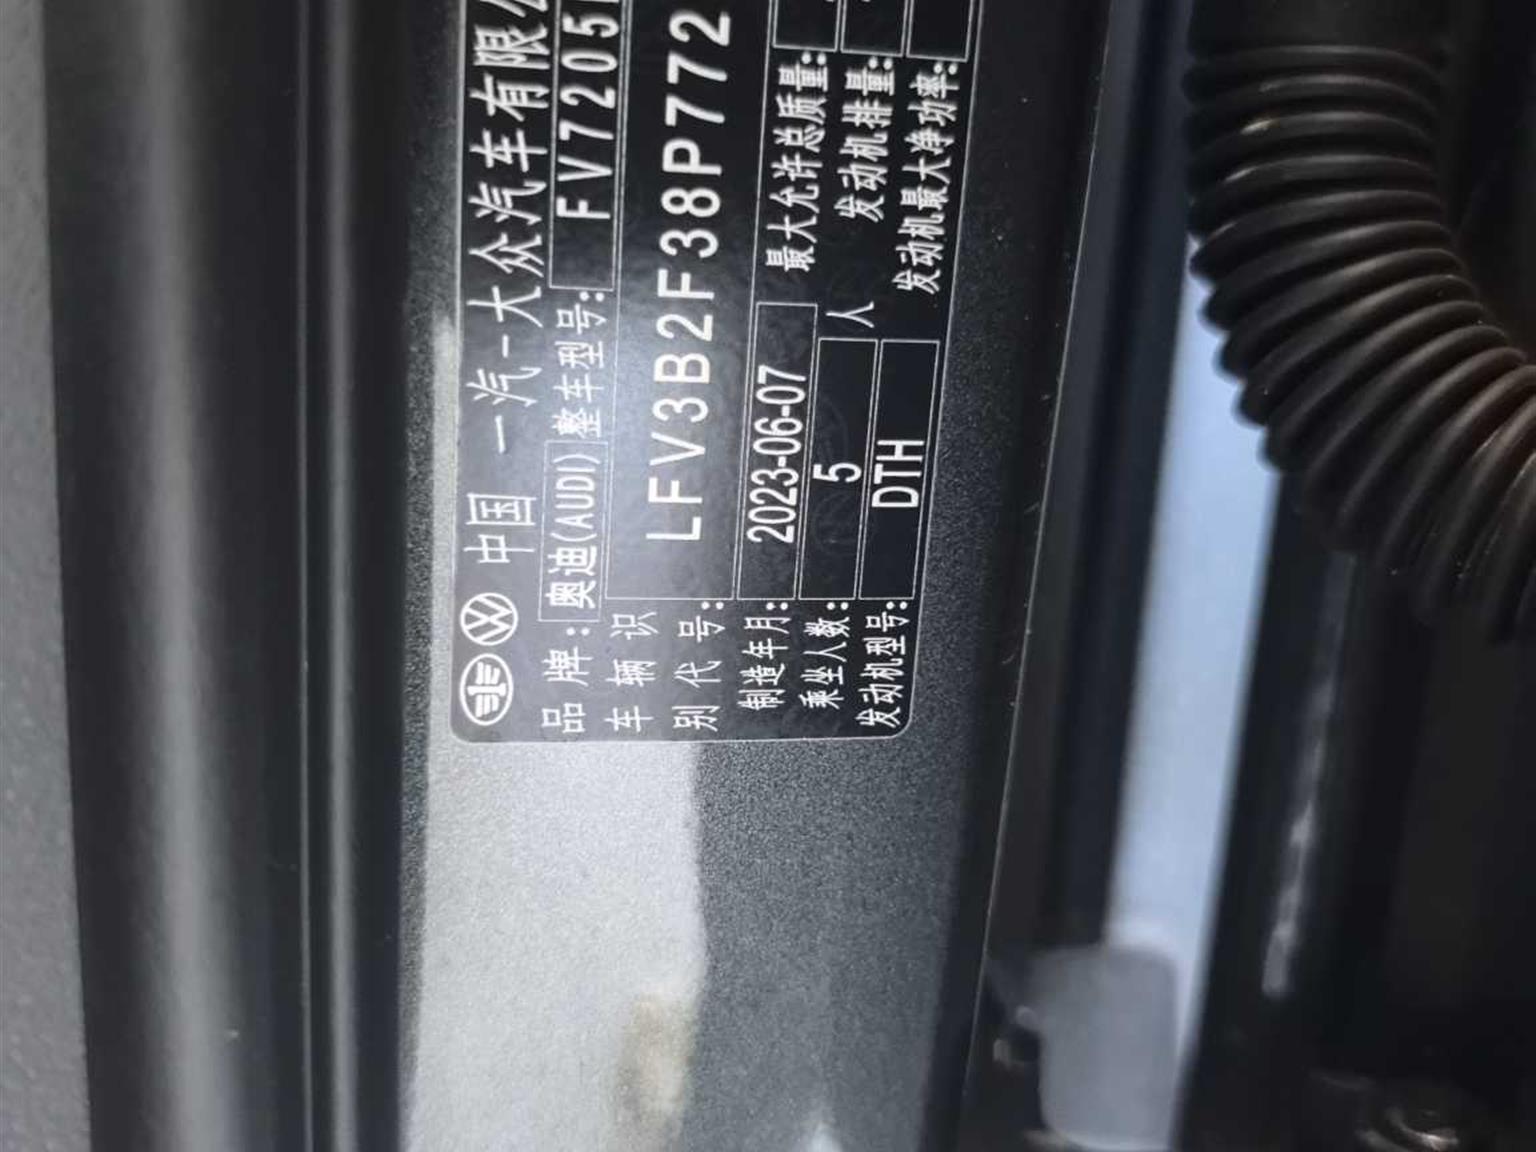 中国 一汽-大众汽车有限
品牌: 奥迪(AUDI) 整车型号: FV7205
车辆识别代号: LFV3B2F38P772
制造年月: 2023-06-07 最大允许总质量:
乘坐人数: 5 人 发动机排量:
发动机型号: DTH 发动机最大净功率: